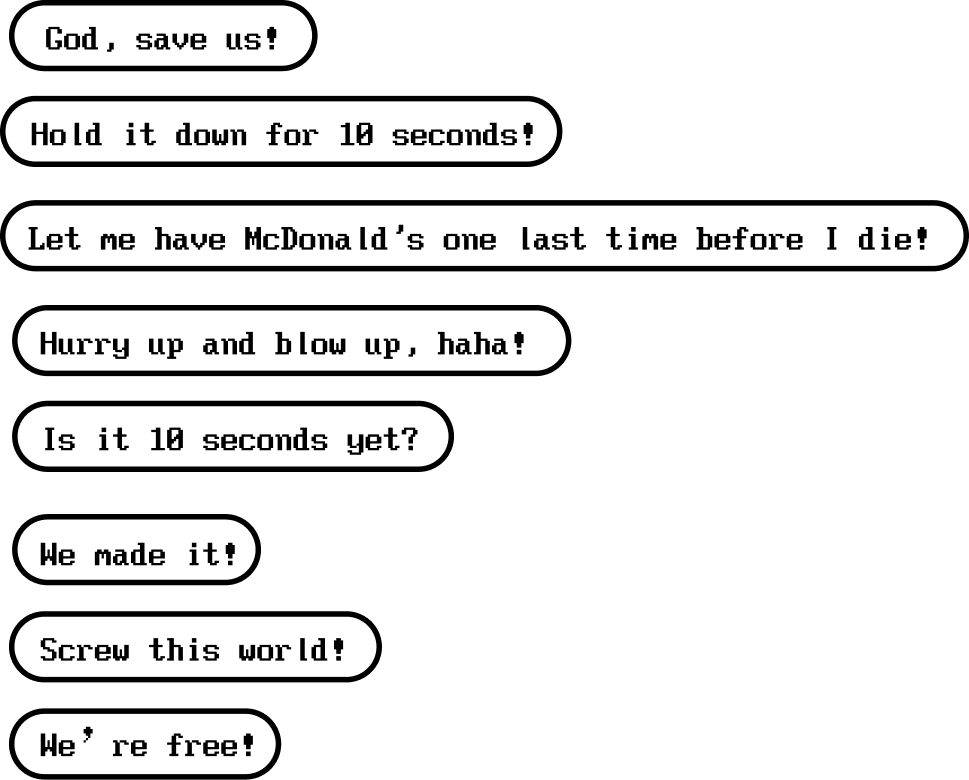 God, save us!
Hold it down for 10 seconds!
Let me have McDonald's one last time before I die!
Hurry up and blow up, haha!
Is it 10 seconds yet?
We made it!
Screw this world!
We' re free!